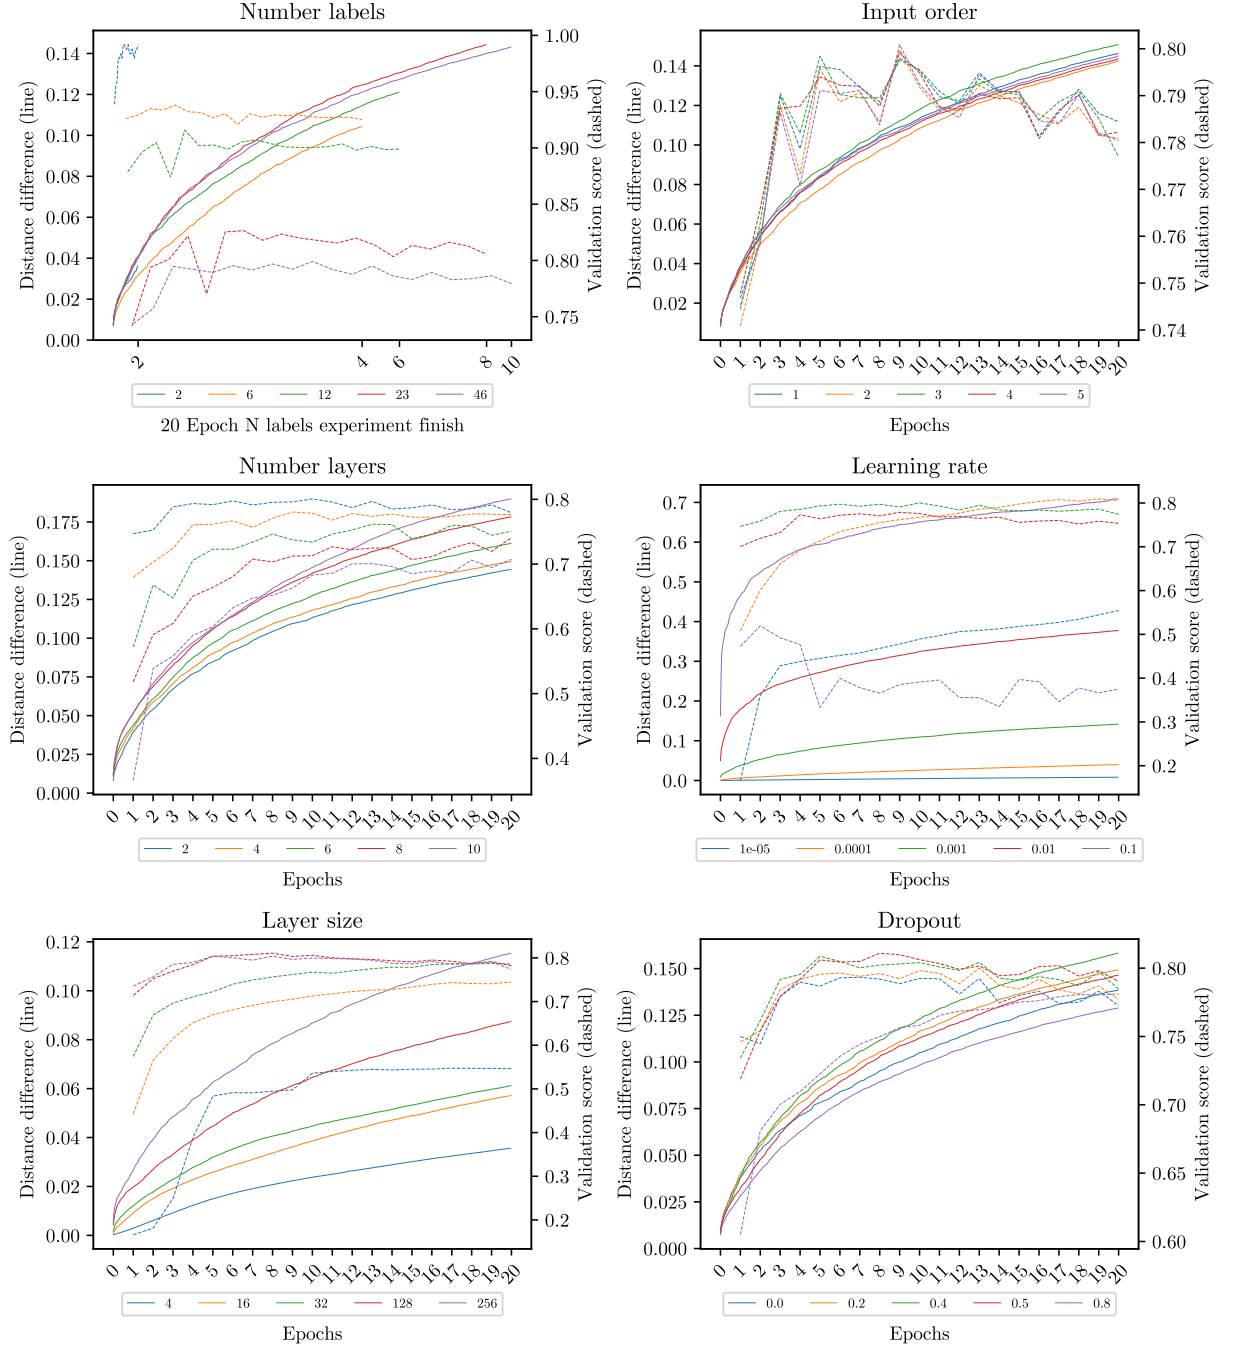 Number labels
Distance difference (line)
0.14
0.12
0.10
0.08
0.06
0.04
0.02
0.00
1.00
0.95
0.90
0.85
0.80
0.75
Validation score (dashed)
2 4 6 8 10
2 6 12 23 46
20 Epoch N labels experiment finish
Input order
Distance difference (line)
0.14
0.12
0.10
0.08
0.06
0.04
0.02
0.80
0.79
0.78
0.77
0.76
0.75
0.74
Validation score (dashed)
0 1 2 3 4 5 6 7 8 9 10 11 12 13 14 15 16 17 18 19 20
1 2 3 4 5
Epochs
Number layers
Distance difference (line)
0.175
0.150
0.125
0.100
0.075
0.050
0.025
0.000
0.8
0.7
0.6
0.5
0.4
Validation score (dashed)
0 1 2 3 4 5 6 7 8 9 10 11 12 13 14 15 16 17 18 19 20
2 4 6 8 10
Epochs
Learning rate
Distance difference (line)
0.7
0.6
0.5
0.4
0.3
0.2
0.1
0.0
0.8
0.7
0.6
0.5
0.4
0.3
0.2
Validation score (dashed)
0 1 2 3 4 5 6 7 8 9 10 11 12 13 14 15 16 17 18 19 20
1e-05 0.0001 0.001 0.01 0.1
Epochs
Layer size
Distance difference (line)
0.12
0.10
0.08
0.06
0.04
0.02
0.00
0.8
0.7
0.6
0.5
0.4
0.3
0.2
Validation score (dashed)
0 1 2 3 4 5 6 7 8 9 10 11 12 13 14 15 16 17 18 19 20
4 16 32 128 256
Epochs
Dropout
Distance difference (line)
0.150
0.125
0.100
0.075
0.050
0.025
0.000
0.80
0.75
0.70
0.65
0.60
Validation score (dashed)
0 1 2 3 4 5 6 7 8 9 10 11 12 13 14 15 16 17 18 19 20
0.0 0.2 0.4 0.5 0.8
Epochs